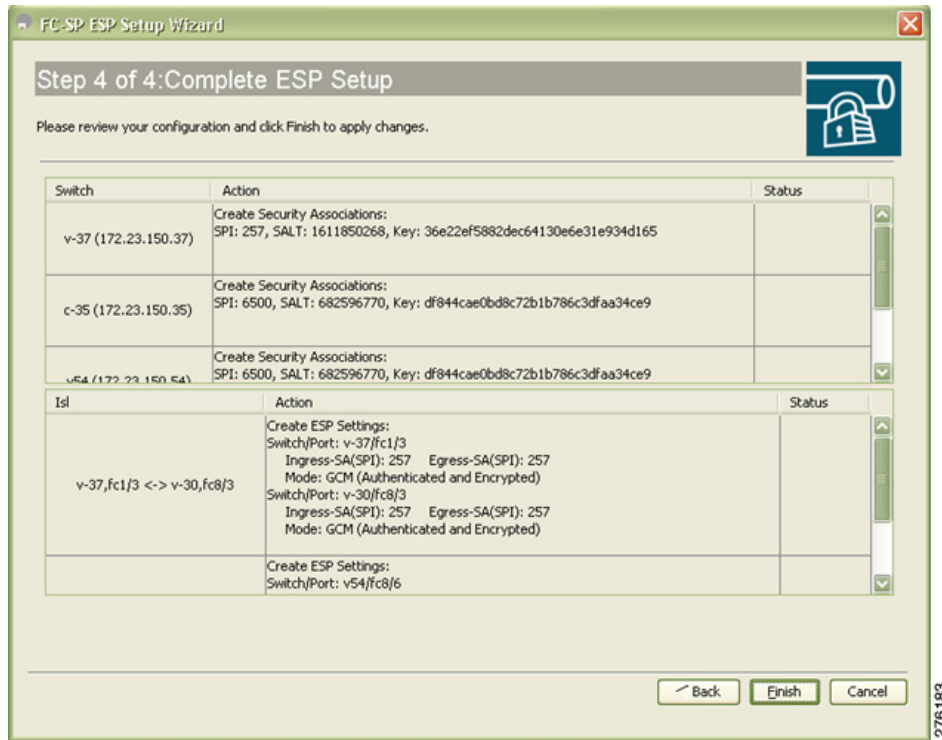 FC-SP ESP Setup Wizard
Step 4 of 4:Complete ESP Setup
Please review your configuration and click Finish to apply changes.
Switch Action Status
v-37 (172.23.150.37)
Create Security Associations:
SPI: 257, SALT: 1611850268, Key: 36e22ef5882dec64130e6e31e934d165
c-35 (172.23.150.35)
Create Security Associations:
SPI: 6500, SALT: 682596770, Key: df844cae0bd8c72b1b786c3dfaa34ce9
v54 (172.23.150.54)
Create Security Associations:
SPI: 6500, SALT: 682596770, Key: df844cae0bd8c72b1b786c3dfaa34ce9
Isl Action Status
v-37,fc1/3 <-> v-30,fc8/3
Create ESP Settings:
Switch/Port: v-37/fc1/3
Ingress-SA(SPI): 257 Egress-SA(SPI): 257
Mode: GCM (Authenticated and Encrypted)
Switch/Port: v-30/fc8/3
Ingress-SA(SPI): 257 Egress-SA(SPI): 257
Mode: GCM (Authenticated and Encrypted)
Create ESP Settings:
Switch/Port: v54/fc8/6
Back Finish Cancel
276183